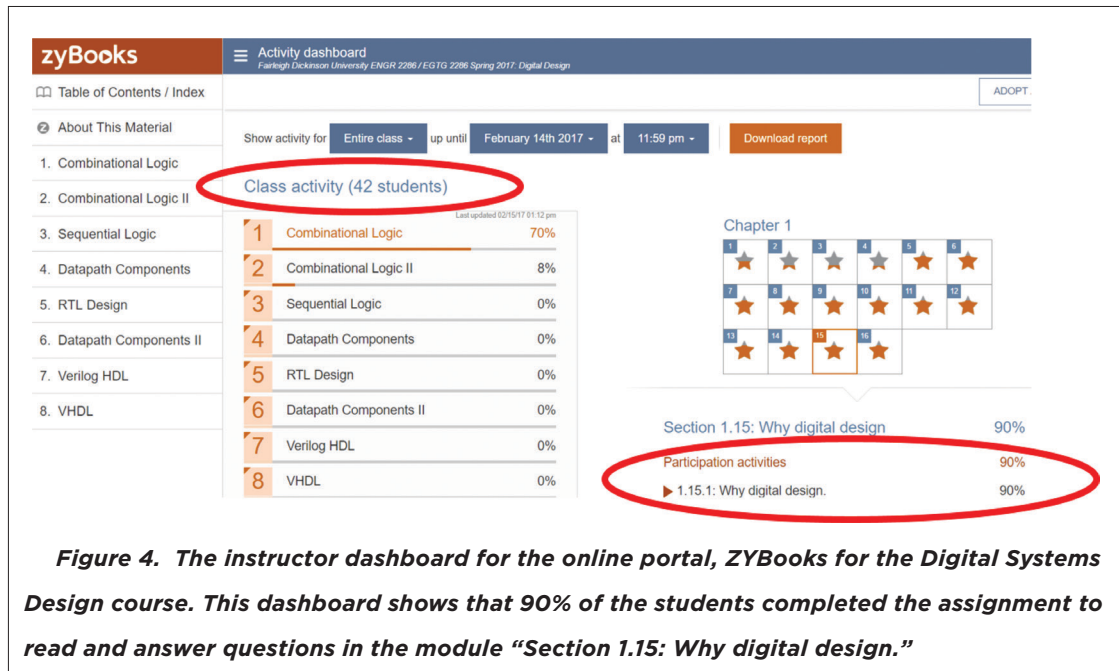 zyBooks
Activity dashboard
Fairleigh Dickinson University ENGR 2286 / EGTG 2286 Spring 2017: Digital Design
Table of Contents / Index
ADOPT
About This Material
1. Combinational Logic
2. Combinational Logic II
3. Sequential Logic
4. Datapath Components
5. RTL Design
6. Datapath Components II
7. Verilog HDL
8. VHDL
Show activity for Entire class up until February 14th 2017 at 11:59 pm Download report
Class activity (42 students)
Last updated 02/15/17 01:12 pm
1 Combinational Logic 70%
2 Combinational Logic II 8%
3 Sequential Logic 0%
4 Datapath Components 0%
5 RTL Design 0%
6 Datapath Components II 0%
7 Verilog HDL 0%
8 VHDL 0%
Chapter 1
1 2 3 4 5 6
7 8 9 10 11 12
13 14 15 16
Section 1.15: Why digital design 90%
Participation activities 90%
1.15.1: Why digital design. 90%
Figure 4. The instructor dashboard for the online portal, ZYBooks for the Digital Systems
Design course. This dashboard shows that 90% of the students completed the assignment to
read and answer questions in the module “Section 1.15: Why digital design.”